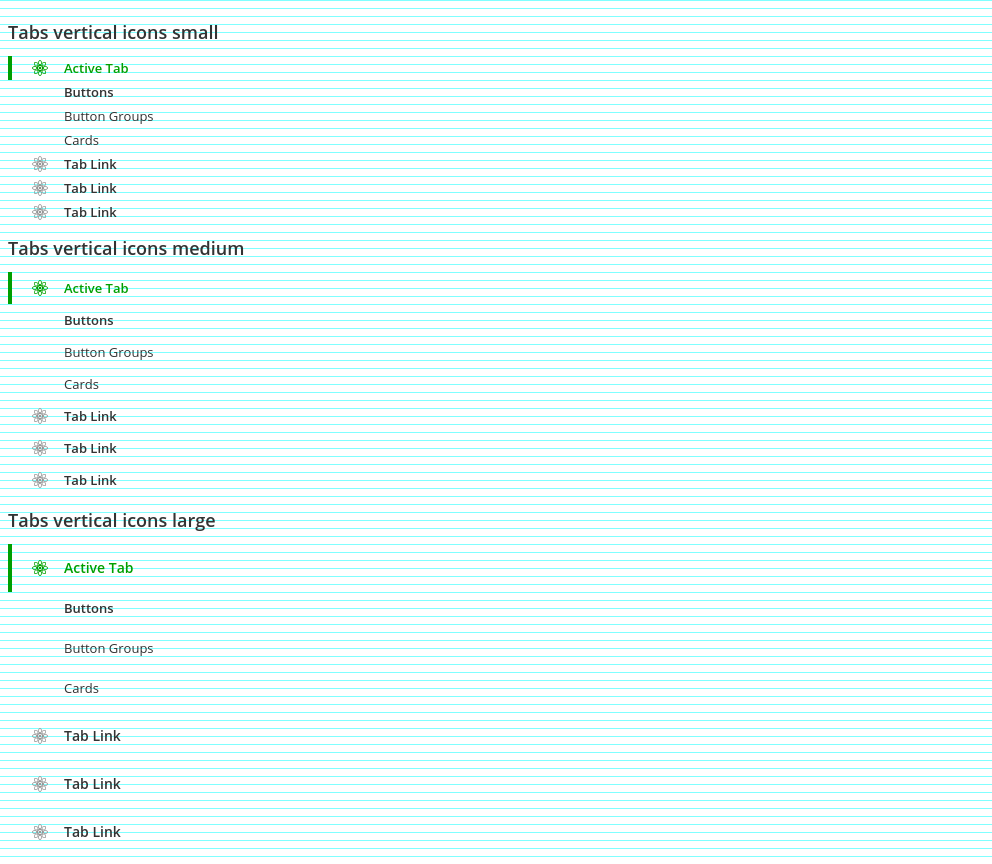 Tabs vertical icons small
Active Tab
Buttons
Button Groups
Cards
Tab Link
Tab Link
Tab Link
Tabs vertical icons medium
Active Tab
Buttons
Button Groups
Cards
Tab Link
Tab Link
Tab Link
Tabs vertical icons large
Active Tab
Buttons
Button Groups
Cards
Tab Link
Tab Link
Tab Link